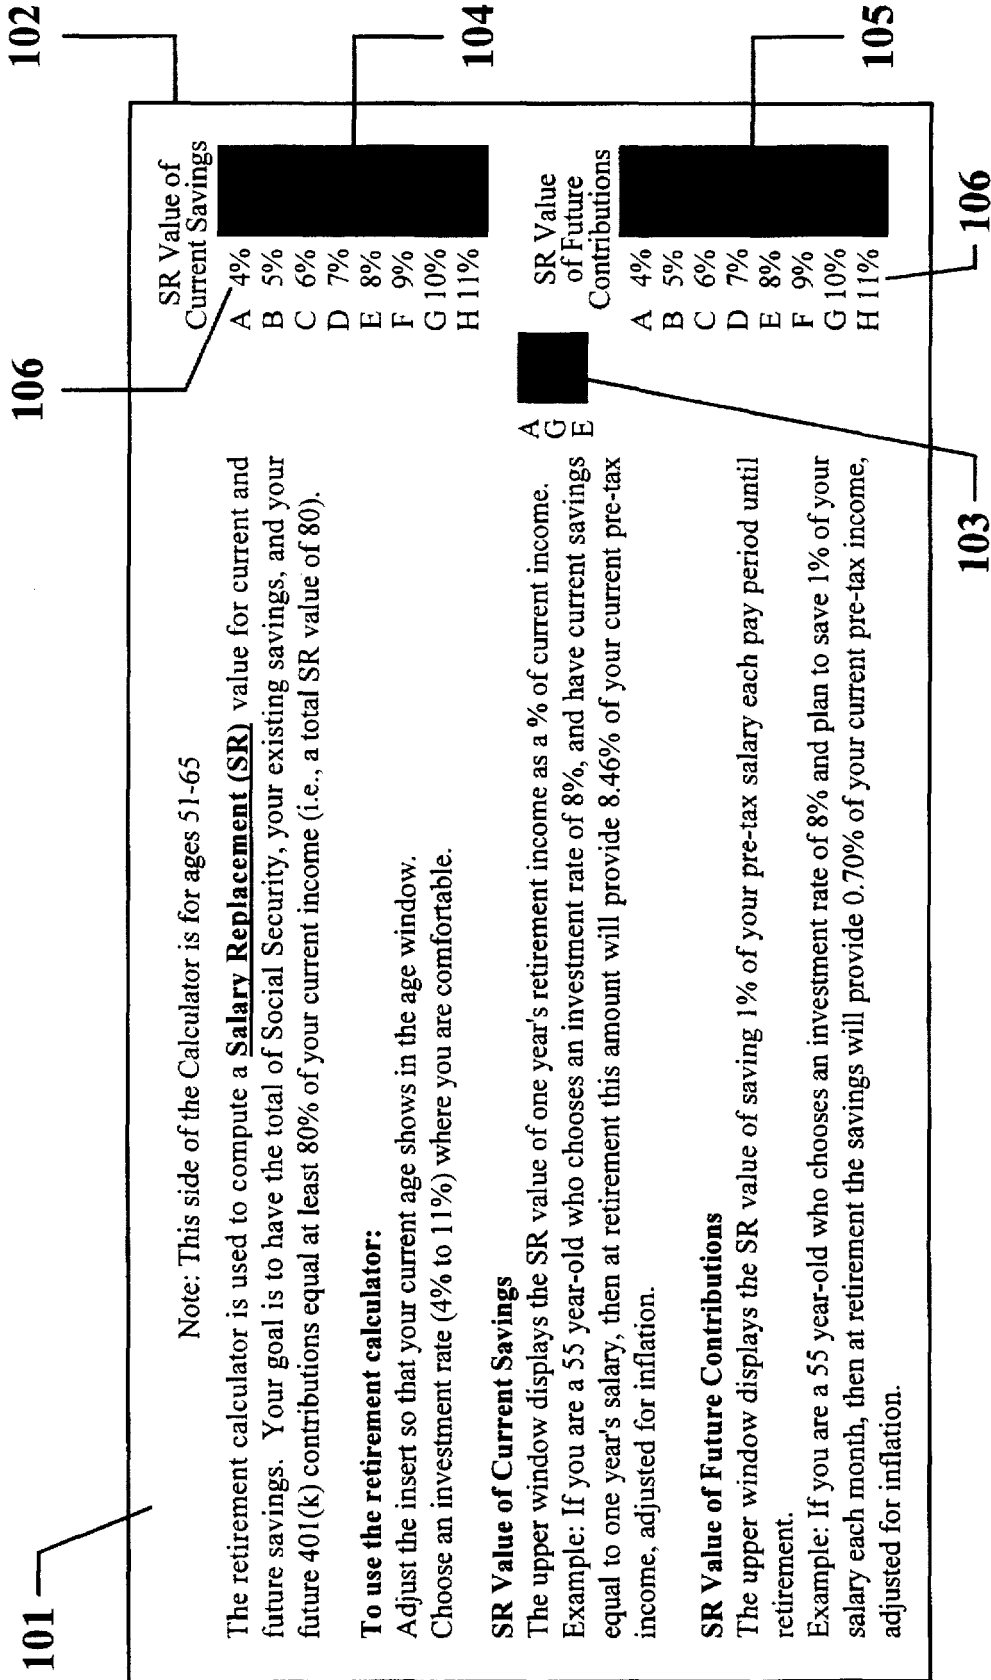 102
104
105
106
SR Value of
Current Savings
A 4%
B 5%
C 6%
D 7%
E 8%
F 9%
G 10%
H 11%
A
G
E
SR Value
of Future
Contributions
A 4%
B 5%
C 6%
D 7%
E 8%
F 9%
G 10%
H 11%
106
103
101
Note: This side of the Calculator is for ages 51-65
The retirement calculator is used to compute a Salary Replacement (SR) value for current and
future savings. Your goal is to have the total of Social Security, your existing savings, and your
future 401(k) contributions equal at least 80% of your current income (i.e., a total SR value of 80).
To use the retirement calculator:
Adjust the insert so that your current age shows in the age window.
Choose an investment rate (4% to 11%) where you are comfortable.
SR Value of Current Savings
The upper window displays the SR value of one year's retirement income as a % of current income.
Example: If you are a 55 year-old who chooses an investment rate of 8%, and have current savings
equal to one year's salary, then at retirement this amount will provide 8.46% of your current pre-tax
income, adjusted for inflation.
SR Value of Future Contributions
The upper window displays the SR value of saving 1% of your pre-tax salary each pay period until
retirement.
Example: If you are a 55 year-old who chooses an investment rate of 8% and plan to save 1% of your
salary each month, then at retirement the savings will provide 0.70% of your current pre-tax income,
adjusted for inflation.